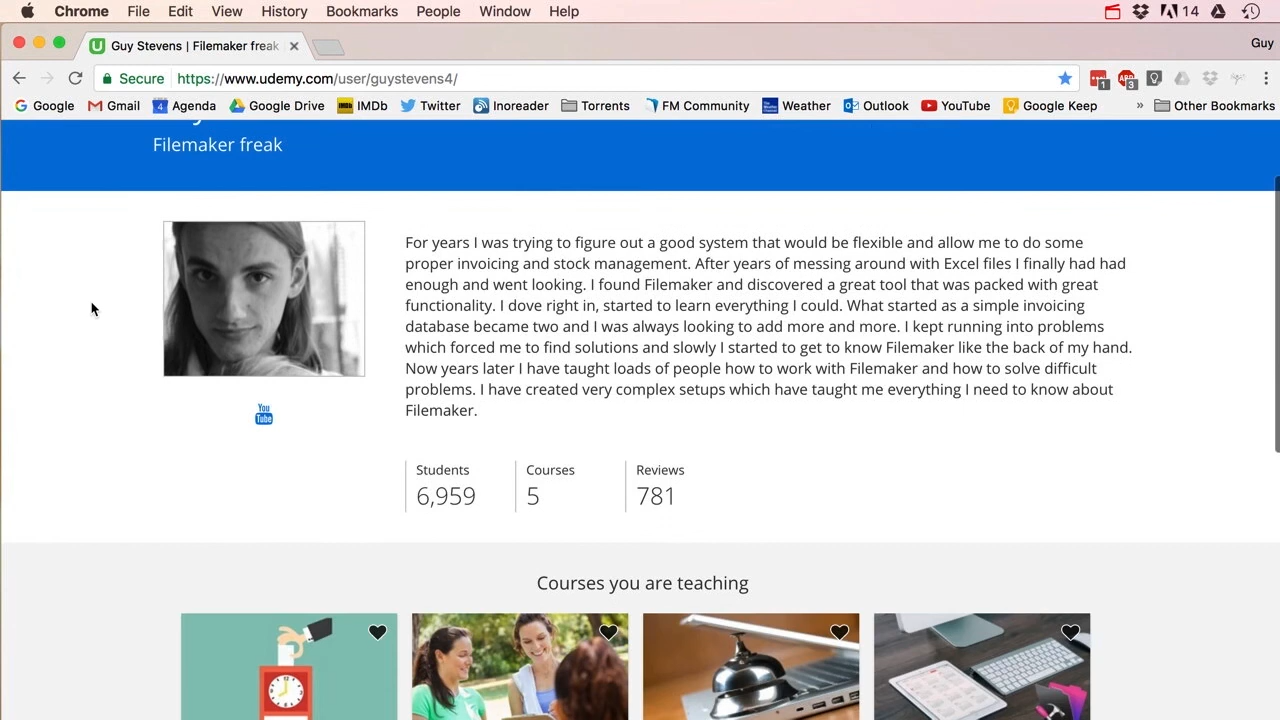 Chrome File Edit View History Bookmarks People Window Help 14
Guy Stevens | Filemaker freak
Guy
Secure https://www.udemy.com/user/guystevens4/
1 3
Google Gmail 4 Agenda Google Drive IMDb IMDb Twitter Inoreader Torrents FM Community Weather Outlook YouTube Google Keep » Other Bookmarks
Filemaker freak
For years I was trying to figure out a good system that would be flexible and allow me to do some
proper invoicing and stock management. After years of messing around with Excel files I finally had had
enough and went looking. I found Filemaker and discovered a great tool that was packed with great
functionality. I dove right in, started to learn everything I could. What started as a simple invoicing
database became two and I was always looking to add more and more. I kept running into problems
which forced me to find solutions and slowly I started to get to know Filemaker like the back of my hand.
Now years later I have taught loads of people how to work with Filemaker and how to solve difficult
problems. I have created very complex setups which have taught me everything I need to know about
Filemaker.
You
Tube
Students Courses Reviews
6,959 5 781
Courses you are teaching